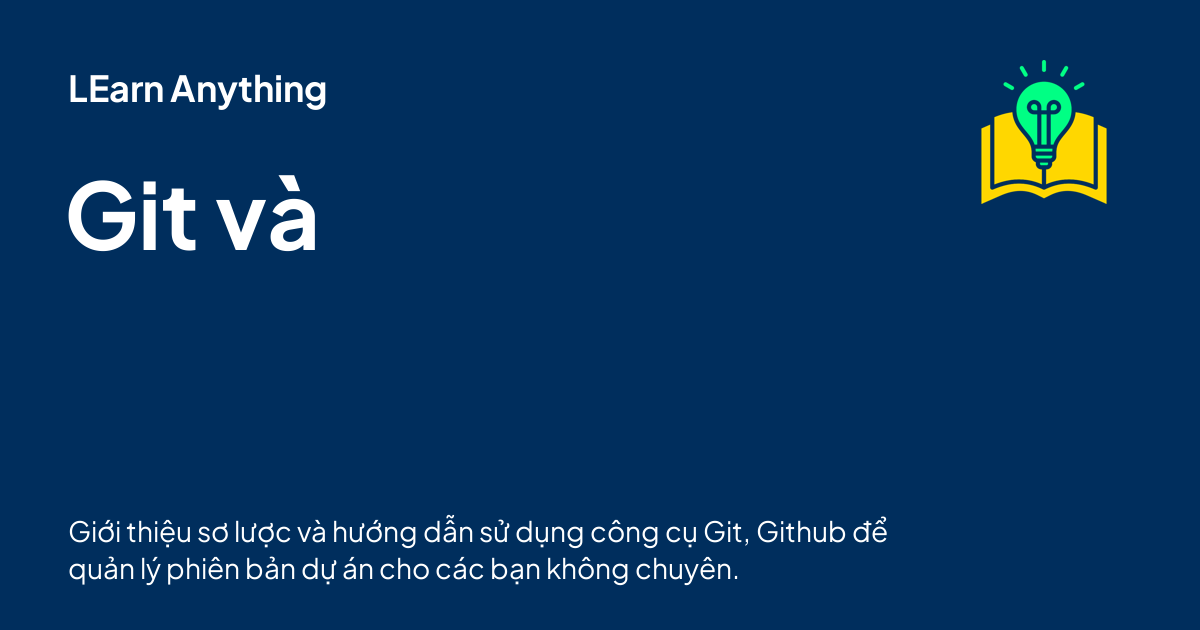 LEarn Anything
Git và
Giới thiệu sơ lược và hướng dẫn sử dụng công cụ Git, Github để
quản lý phiên bản dự án cho các bạn không chuyên.